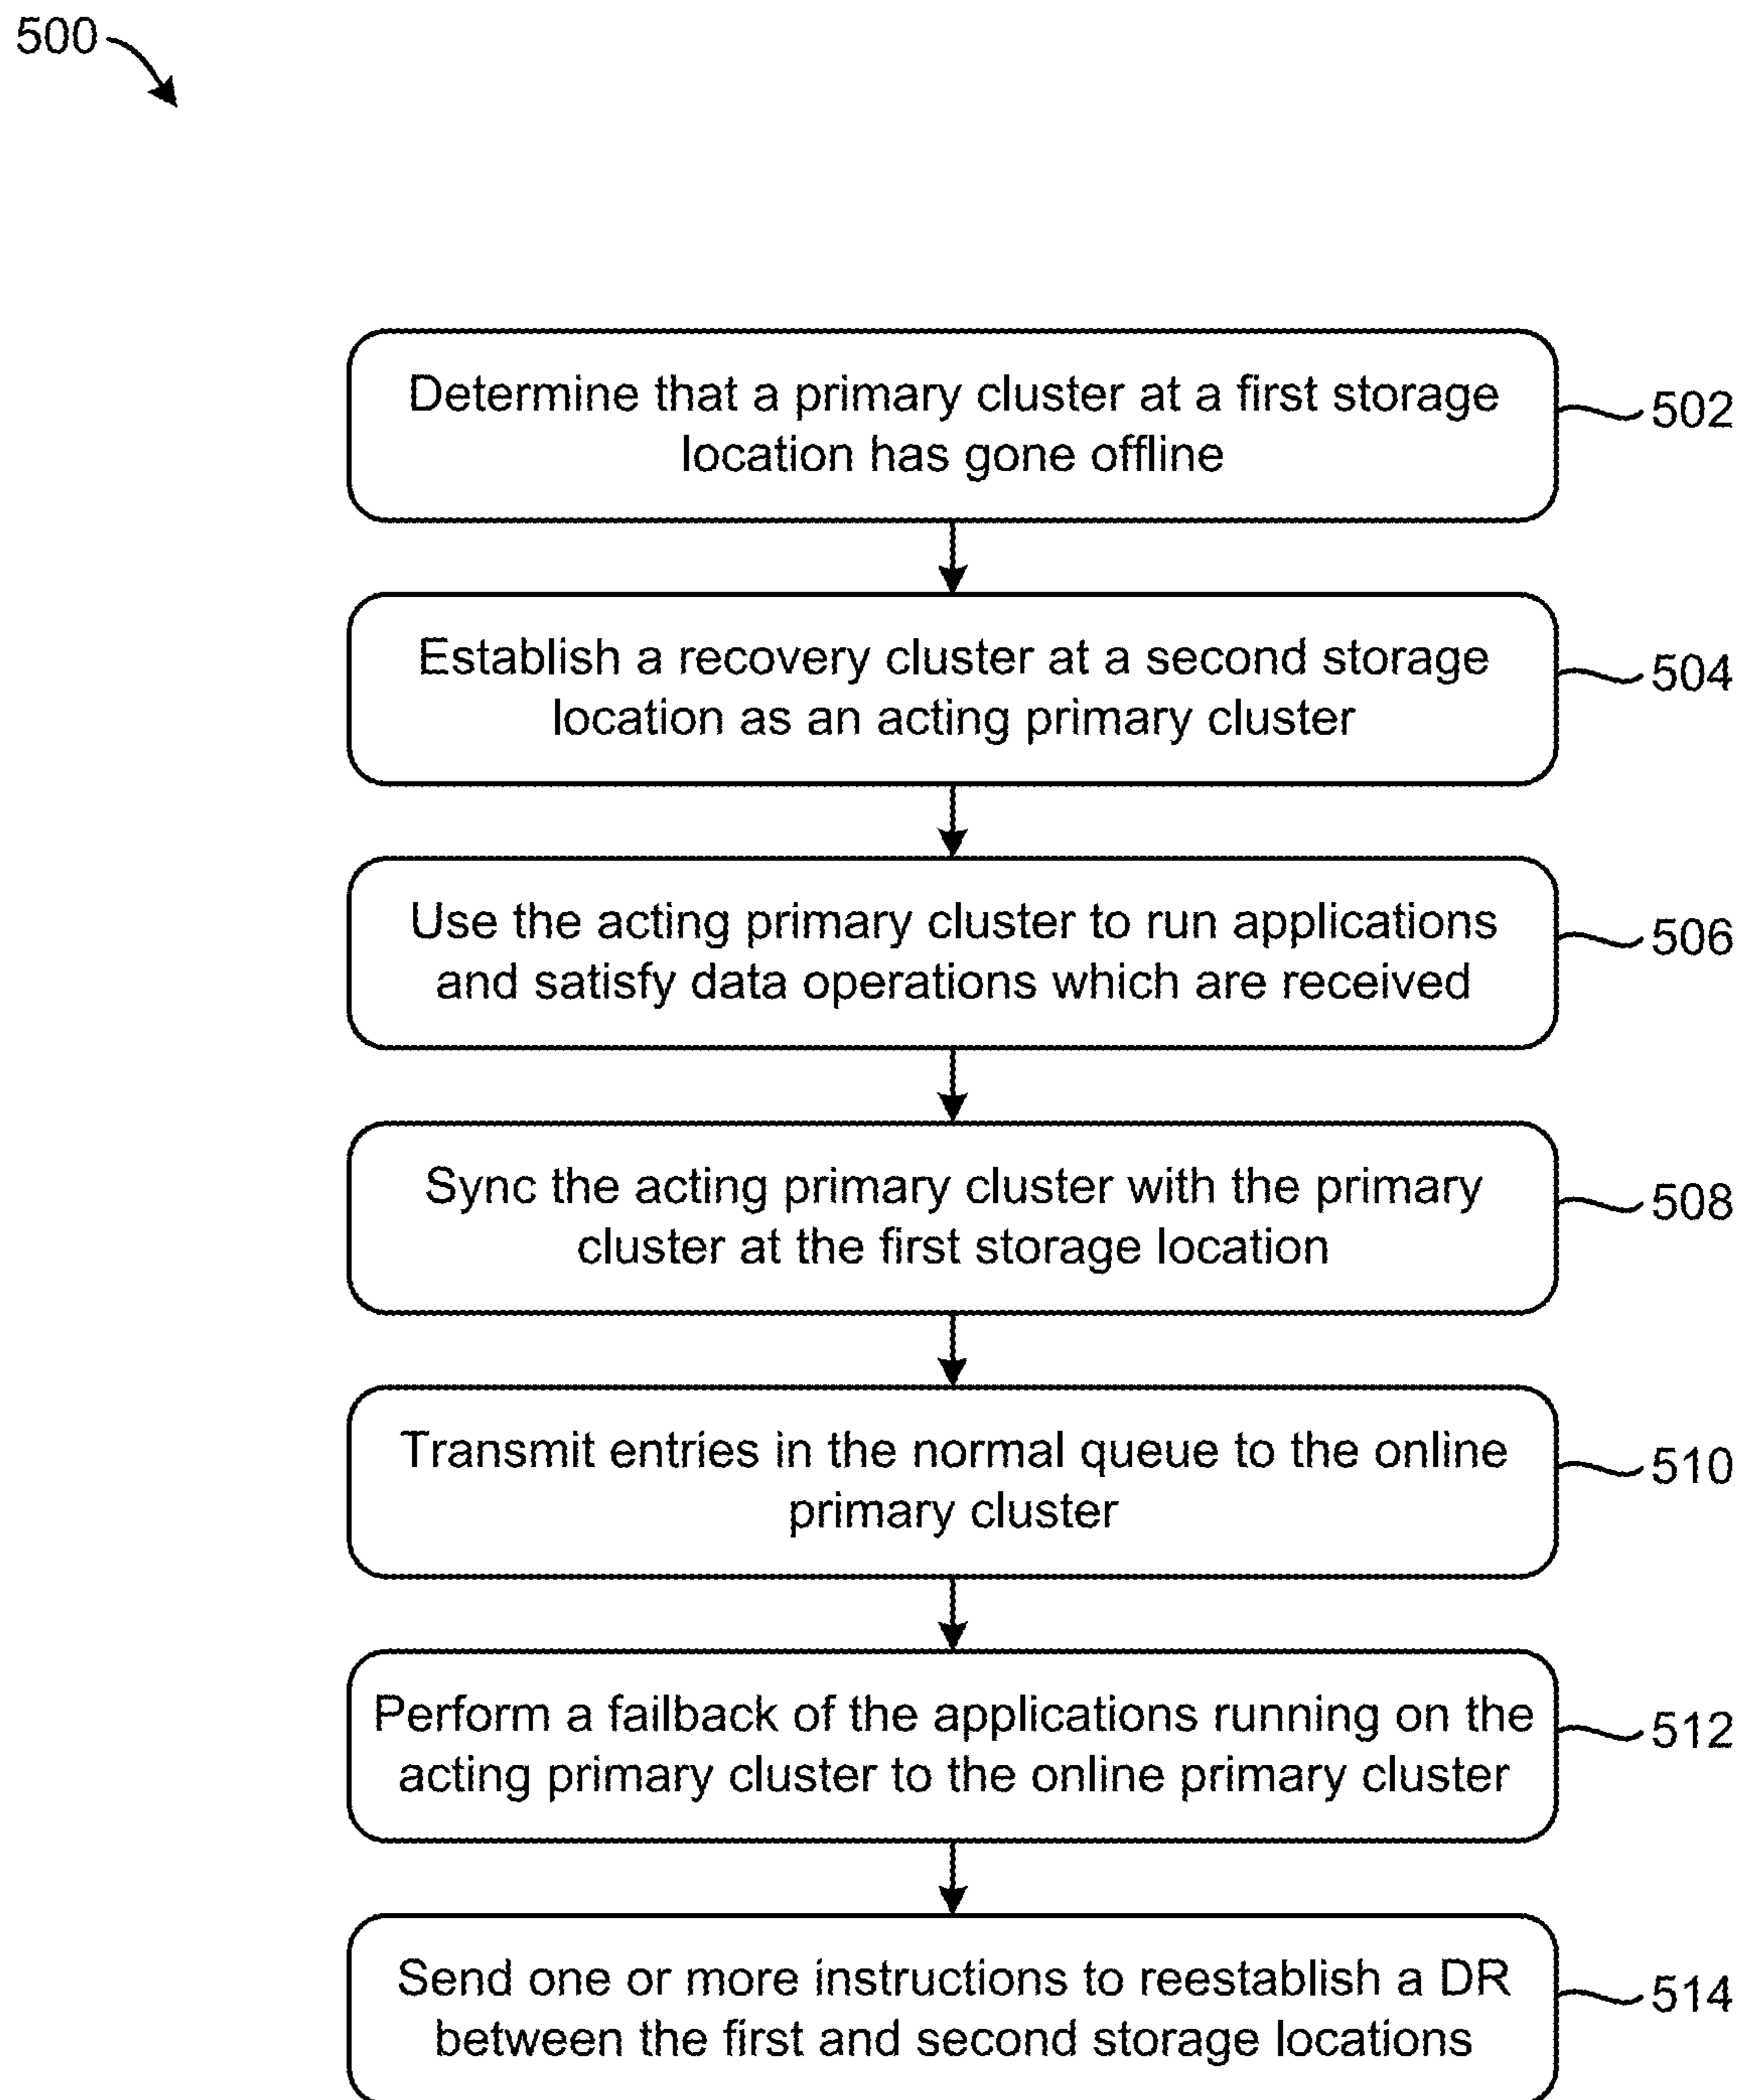 500
Determine that a primary cluster at a first storage
location has gone offline
502
Establish a recovery cluster at a second storage
location as an acting primary cluster
504
Use the acting primary cluster to run applications
and satisfy data operations which are received
506
Sync the acting primary cluster with the primary
cluster at the first storage location
508
Transmit entries in the normal queue to the online
primary cluster
510
Perform a failback of the applications running on the
acting primary cluster to the online primary cluster
512
Send one or more instructions to reestablish a DR
between the first and second storage locations
514